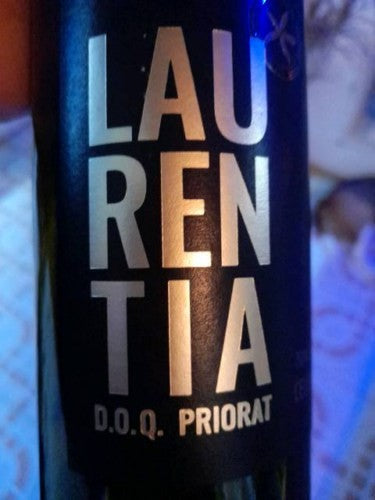 LAU
REN
TIA
D.O.Q. PRIORAT